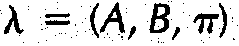 λ = (A, B, π)